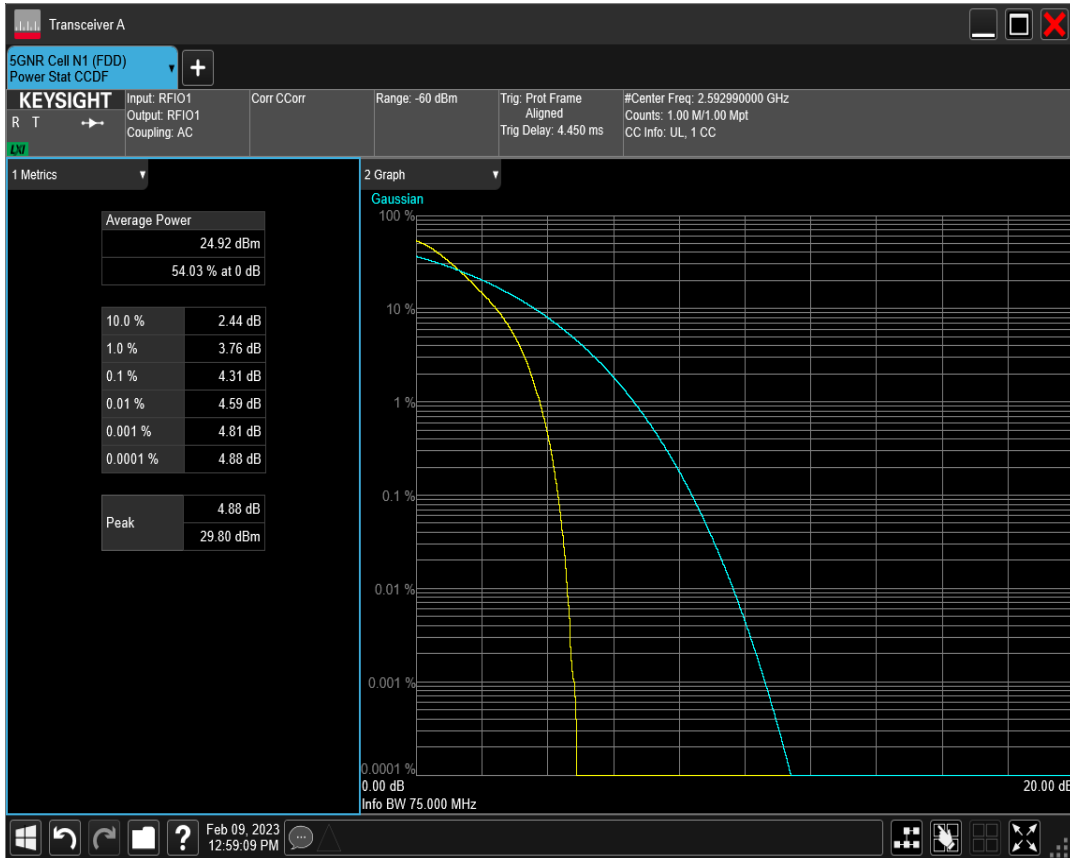 Transceiver A
5GNR Cell N1 (FDD)
Power Stat CCDF
KEYSIGHT
R T
LXI
Input: RFIO1
Output: RFIO1
Coupling: AC
Corr CCorr
Range: -60 dBm
Trig: Prot Frame
Aligned
Trig Delay: 4.450 ms
#Center Freq: 2.592990000 GHz
Counts: 1.00 M/1.00 Mpt
CC Info: UL, 1 CC
1 Metrics
Average Power
24.92 dBm
54.03 % at 0 dB
10.0 % 2.44 dB
1.0 % 3.76 dB
0.1 % 4.31 dB
0.01 % 4.59 dB
0.001 % 4.81 dB
0.0001 % 4.88 dB
Peak
4.88 dB
29.80 dBm
2 Graph
Gaussian
100 %
10 %
1 %
0.1 %
0.01 %
0.001 %
0.0001 %
0.00 dB 20.00 dB
Info BW 75.000 MHz
?
Feb 09, 2023
12:59:09 PM